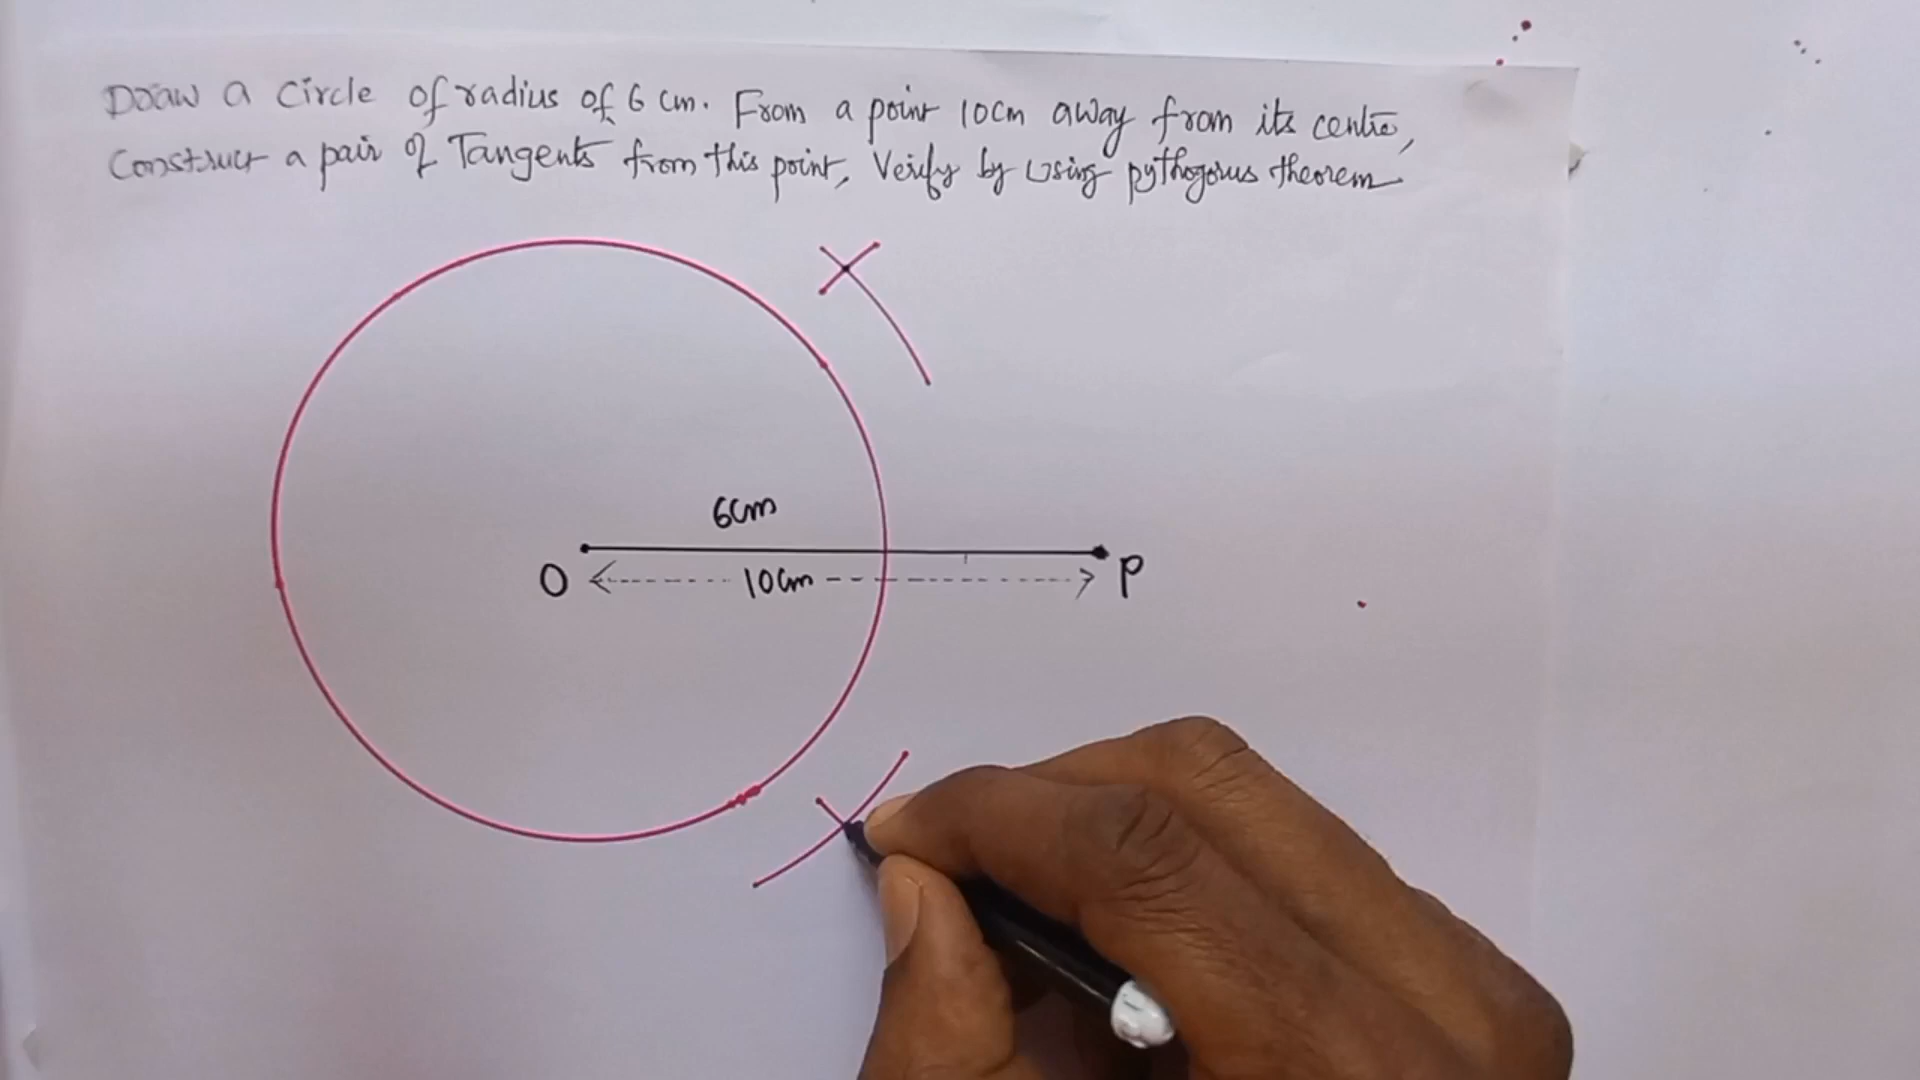 Draw a Circle of radius of 6 cm. From a point 10cm away from its centre,
Construct a pair of Tangents from this point, Verify by Using pythogorus theorem
6cm
O 10cm P